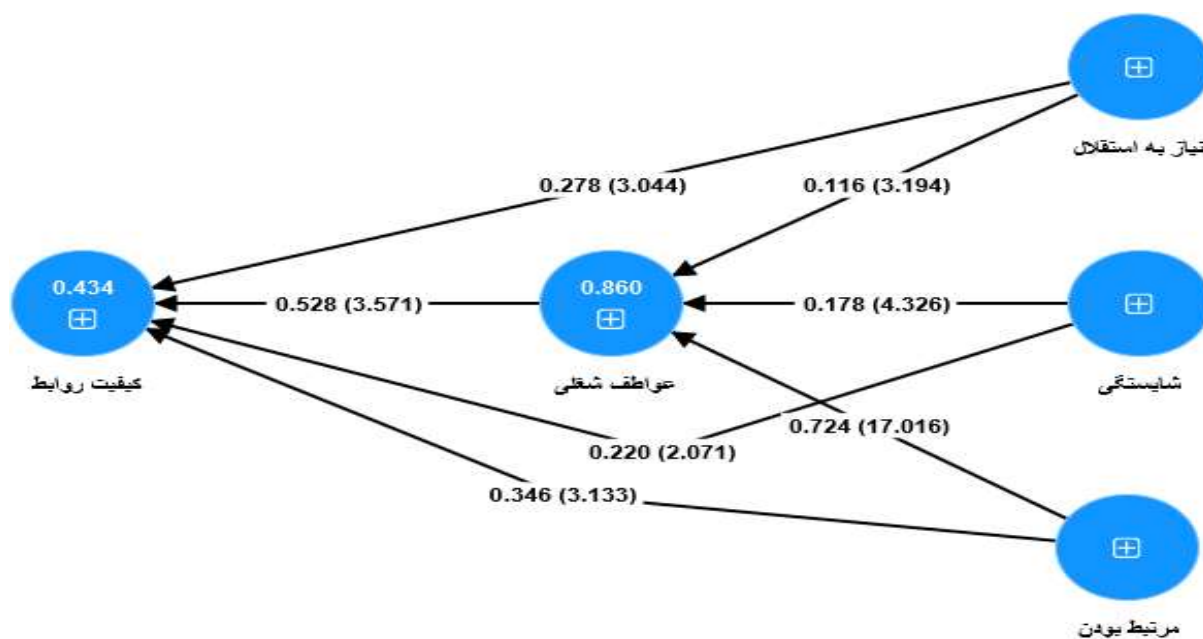 نیاز به استقلال
0.278 (3.044)
0.116 (3.194)
0.434
0.860
0.528 (3.571)
0.178 (4.326)
کیفیت روابط
عواطف شغلی
شایستگی
0.724 (17.016)
0.220 (2.071)
0.346 (3.133)
مرتبط بودن